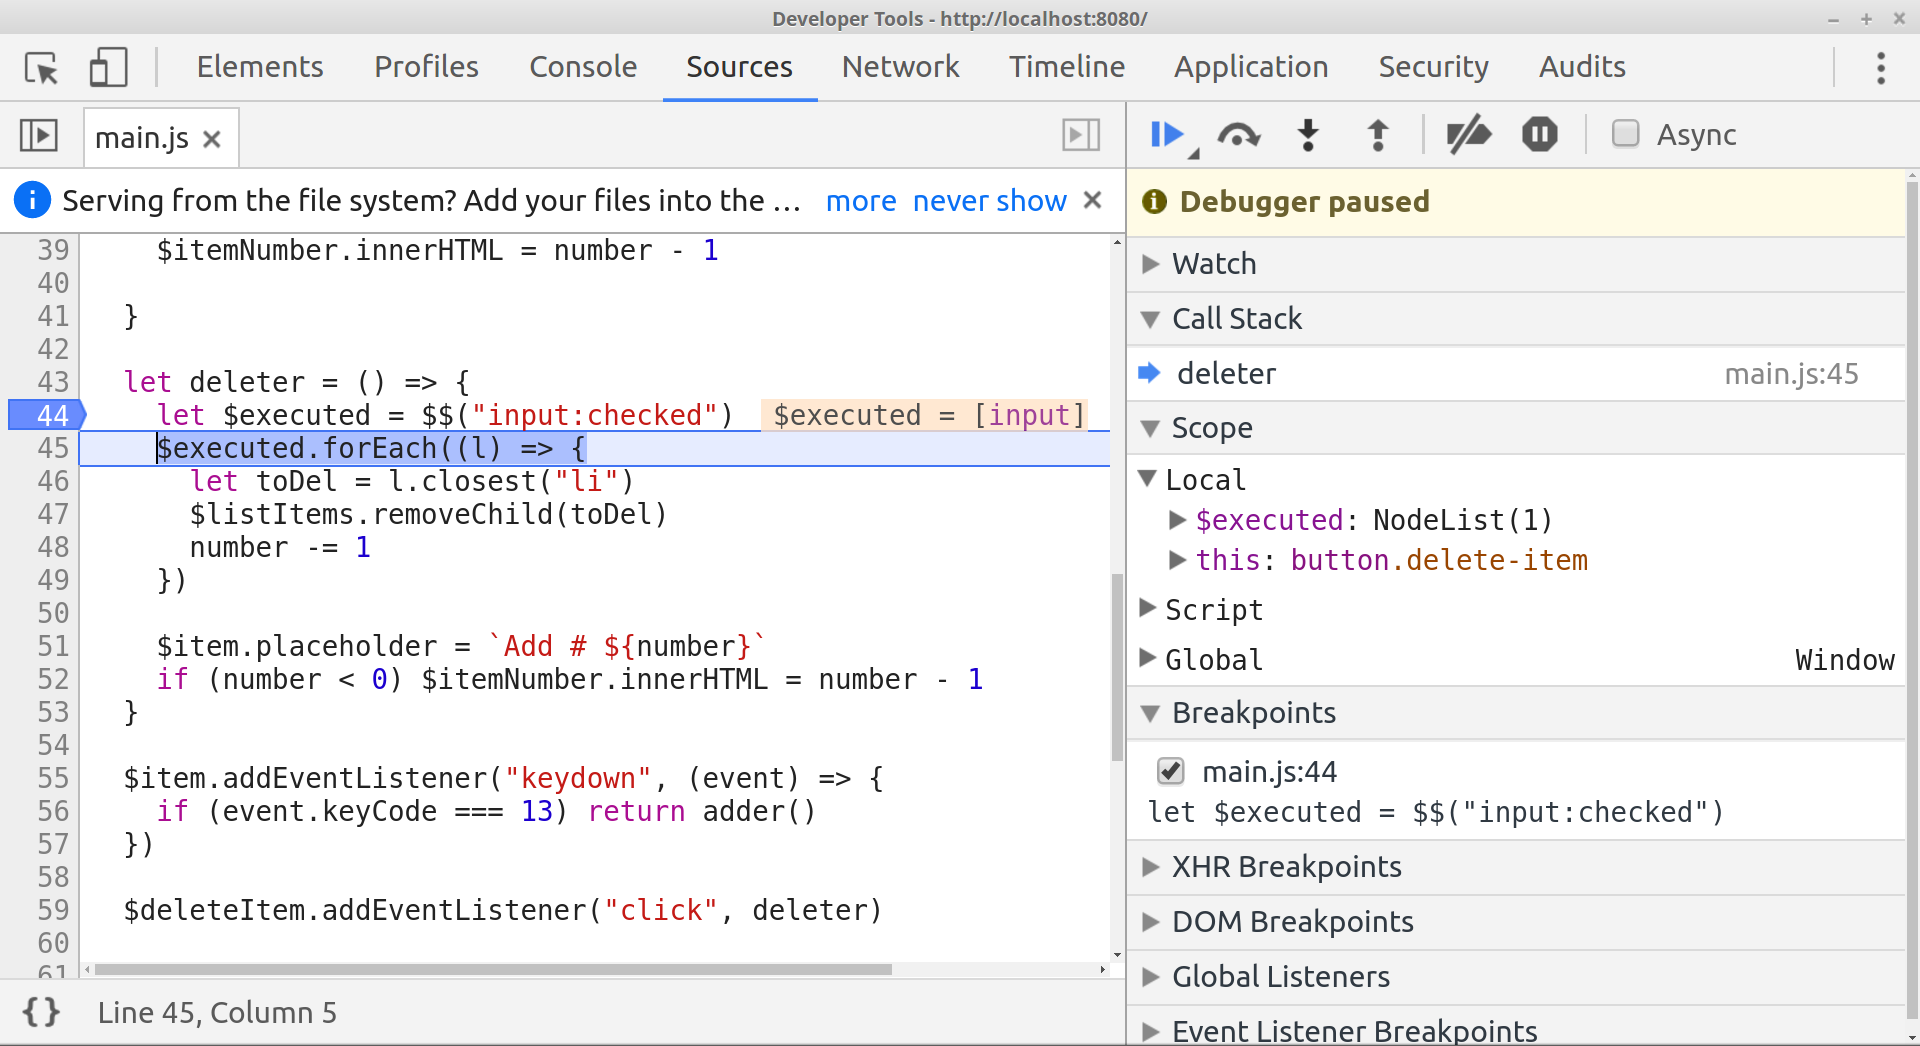 Developer Tools - http://localhost:8080/
Elements Profiles Console Sources Network Timeline Application Security Audits
main.js
Serving from the file system? Add your files into the … more never show
39 $itemNumber.innerHTML = number - 1
40
41 }
42
43 let deleter = () => {
44 let $executed = $$("input:checked") $executed = [input]
45 $executed.forEach((l) => {
46 let toDel = l.closest("li")
47 $listItems.removeChild(toDel)
48 number -= 1
49 })
50
51 $item.placeholder = `Add # ${number}`
52 if (number < 0) $itemNumber.innerHTML = number - 1
53 }
54
55 $item.addEventListener("keydown", (event) => {
56 if (event.keyCode === 13) return adder()
57 })
58
59 $deleteItem.addEventListener("click", deleter)
60
61
{} Line 45, Column 5
Async
Debugger paused
Watch
Call Stack
deleter main.js:45
Scope
Local
$executed: NodeList(1)
this: button.delete-item
Script
Global Window
Breakpoints
main.js:44
let $executed = $$("input:checked")
XHR Breakpoints
DOM Breakpoints
Global Listeners
Event Listener Breakpoints